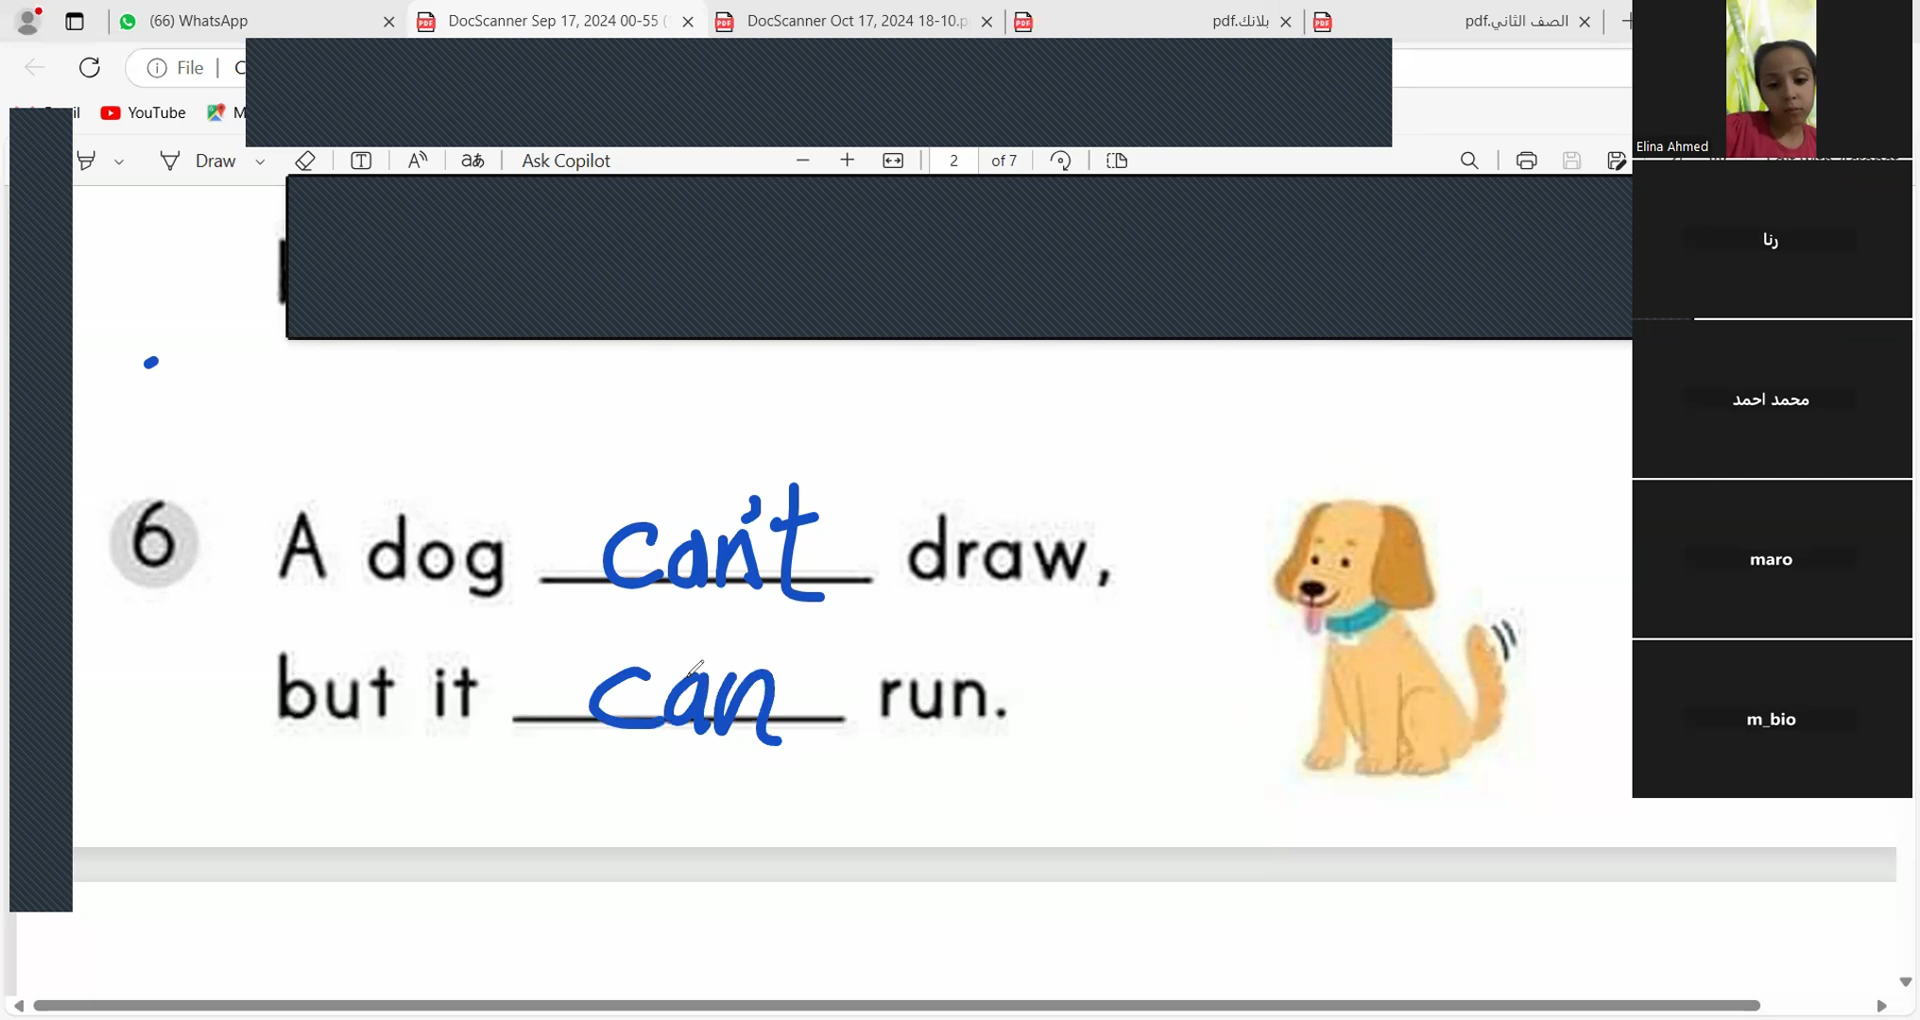 (66) WhatsApp
DocScanner Sep 17, 2024 00-55 (
DocScanner Oct 17, 2024 18-10.p
بلانك.pdf
الصف الثاني.pdf
File
YouTube
Draw
Ask Copilot
2 of 7
Elina Ahmed
رنا
محمد احمد
maro
m_bio
6 A dog can't draw,
but it can run.